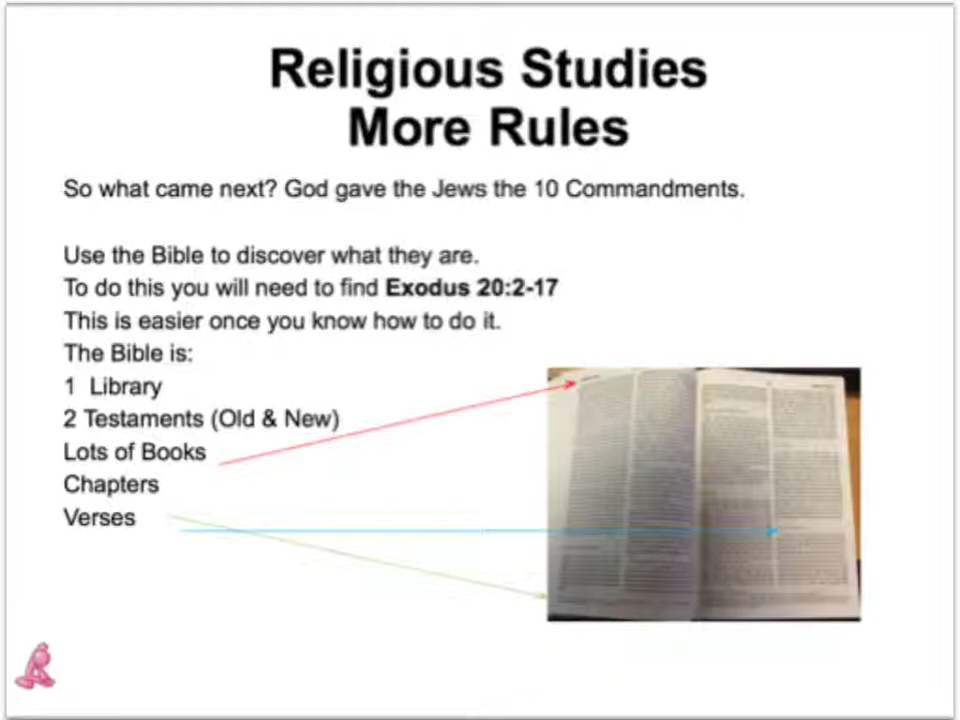 Religious Studies
More Rules
So what came next? God gave the Jews the 10 Commandments.
Use the Bible to discover what they are.
To do this you will need to find Exodus 20:2-17
This is easier once you know how to do it.
The Bible is:
1  Library
2 Testaments (Old & New)
Lots of Books
Chapters
Verses